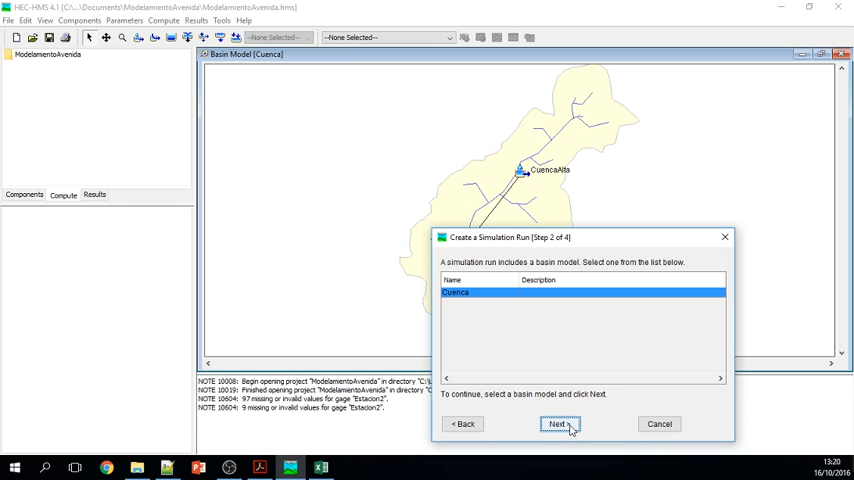 HEC-HMS 4.1 [C:\...\Documents\ModelamientoAvenida\ModelamientoAvenida.hms]
File Edit View Components Parameters Compute Results Tools Help
--None Selected--
--None Selected--
ModelamientoAvenida
Components Compute Results
Basin Model [Cuenca]
CuencaAlta
Create a Simulation Run [Step 2 of 4]
A simulation run includes a basin model. Select one from the list below.
Name Description
Cuenca
To continue, select a basin model and click Next.
< Back Next > Cancel
NOTE 10008: Begin opening project "ModelamientoAvenida" in directory "C:\
NOTE 10019: Finished opening project "ModelamientoAvenida" in directory "C
NOTE 10604: 97 missing or invalid values for gage "Estacion2".
NOTE 10604: 9 missing or invalid values for gage "Estacion2".
13:20
16/10/2016